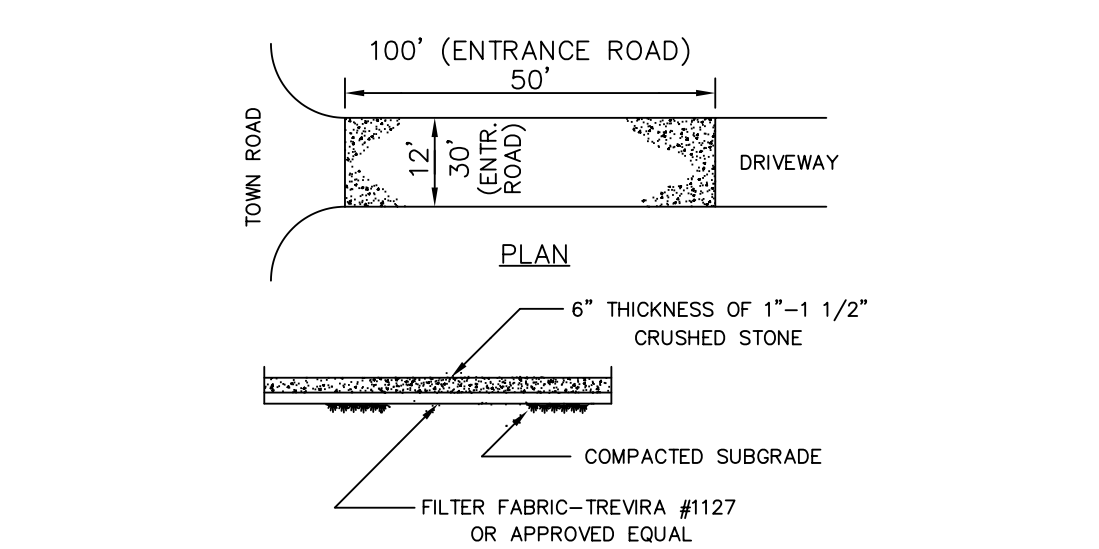 100' (ENTRANCE ROAD)
50'
TOWN ROAD
12'
30'
(ENTR.
ROAD)
DRIVEWAY
PLAN
6” THICKNESS OF 1”–1 1/2”
CRUSHED STONE
COMPACTED SUBGRADE
FILTER FABRIC–TREVIRA #1127
OR APPROVED EQUAL